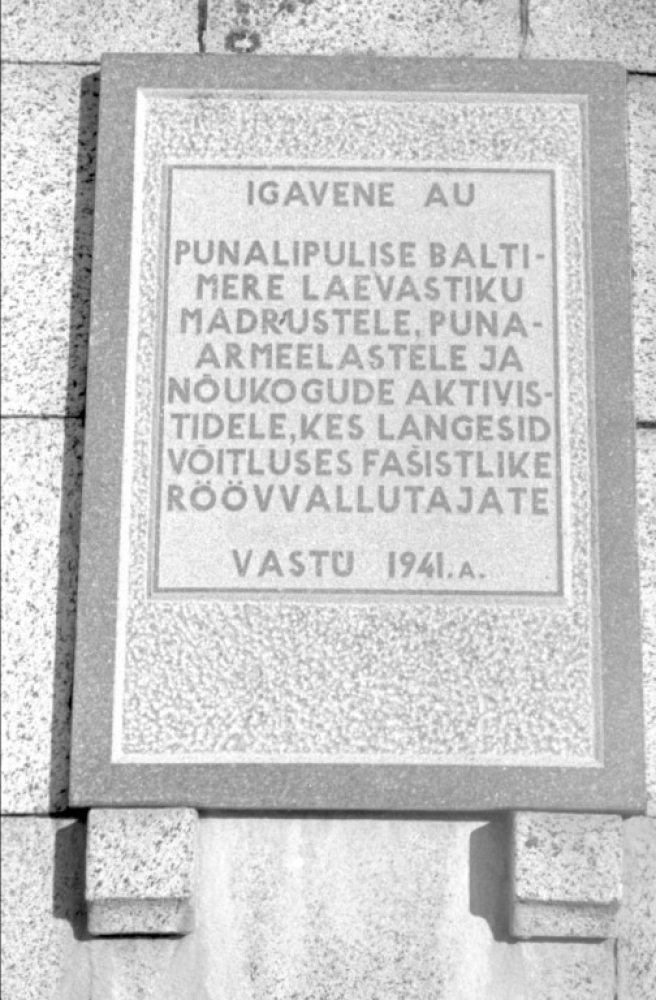 IGAVENE AU
PUNALIPULISE BALTI-
MERE LAEVASTIKU
MADRUSTELE, PUNA-
ARMEELASTELE JA
NÕUKOGUDE AKTIVIS-
TIDELE, KES LANGESID
VÕITLUSES FAŠISTLIKE
RÖÖVVALLUTAJATE
VASTU 1941. A.